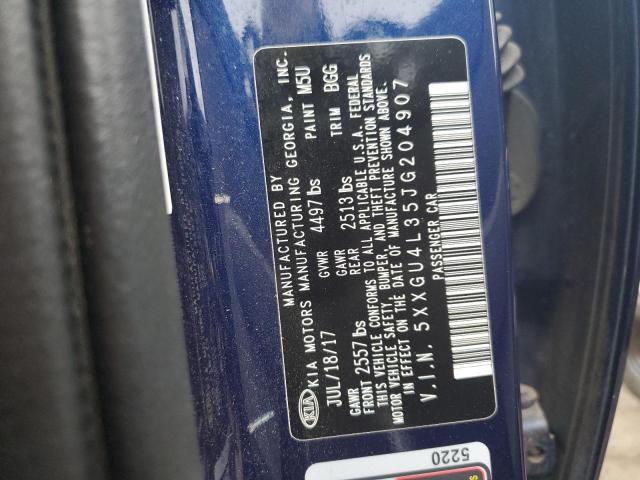 KIA
MANUFACTURED BY
KIA MOTORS MANUFACTURING GEORGIA, INC.
JUL/18/17 GVWR 4497 lbs PAINT M5U
GAWR FRONT 2557 lbs GAWR REAR 2513 lbs TRIM BGG
THIS VEHICLE CONFORMS TO ALL APPLICABLE U.S.A. FEDERAL
MOTOR VEHICLE SAFETY, BUMPER, AND THEFT PREVENTION STANDARDS
IN EFFECT ON THE DATE OF MANUFACTURE SHOWN ABOVE.
V.I.N. 5XXGU4L35JG204907
PASSENGER CAR
5220